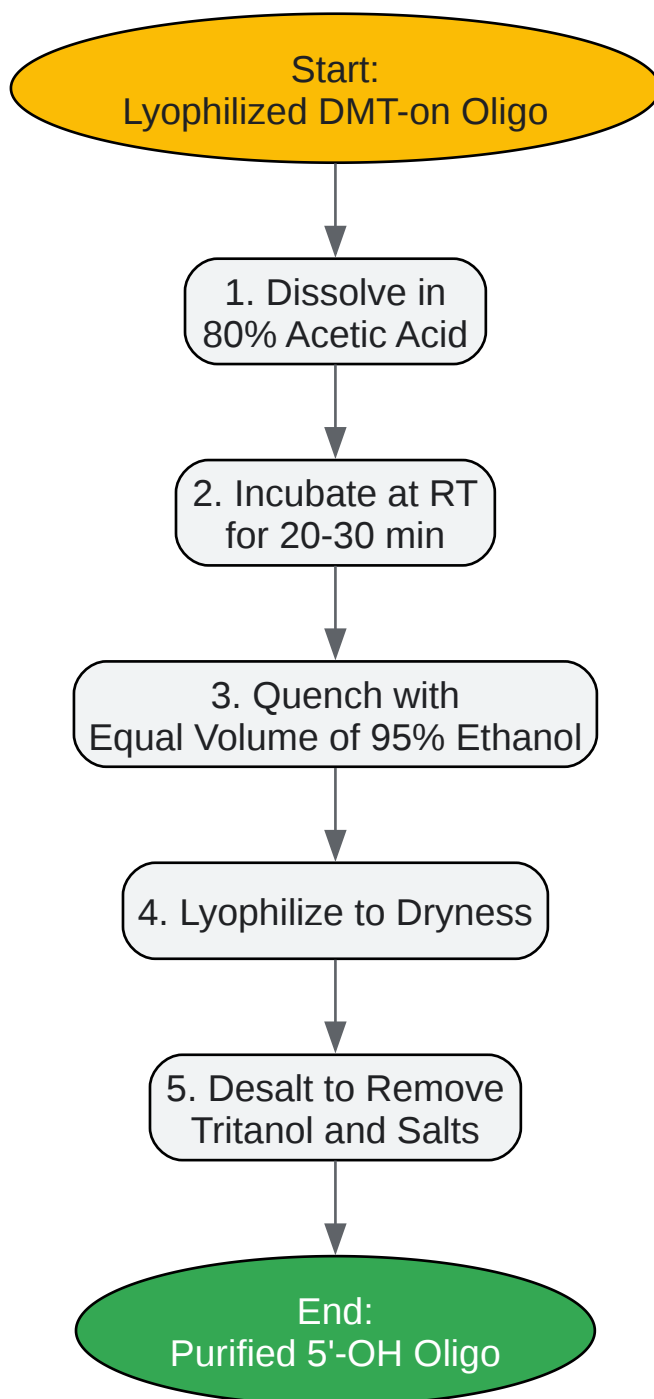 Start:
Lyophilized DMT-on Oligo
1. Dissolve in
80% Acetic Acid
2. Incubate at RT
for 20-30 min
3. Quench with
Equal Volume of 95% Ethanol
4. Lyophilize to Dryness
5. Desalt to Remove
Tritanol and Salts
End:
Purified 5'-OH Oligo